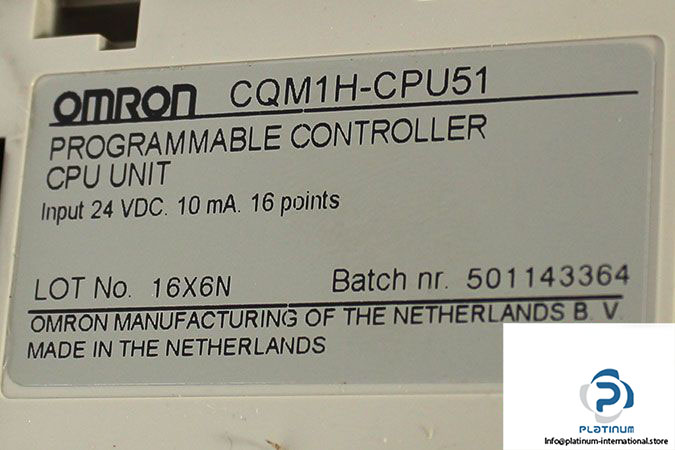 OMRON CQM1H-CPU51
PROGRAMMABLE CONTROLLER
CPU UNIT
Input 24 VDC. 10 mA. 16 points
LOT No. 16X6N Batch nr. 501143364
OMRON MANUFACTURING OF THE NETHERLANDS B. V.
MADE IN THE NETHERLANDS
PLATINUM
Info@platinum-international.store